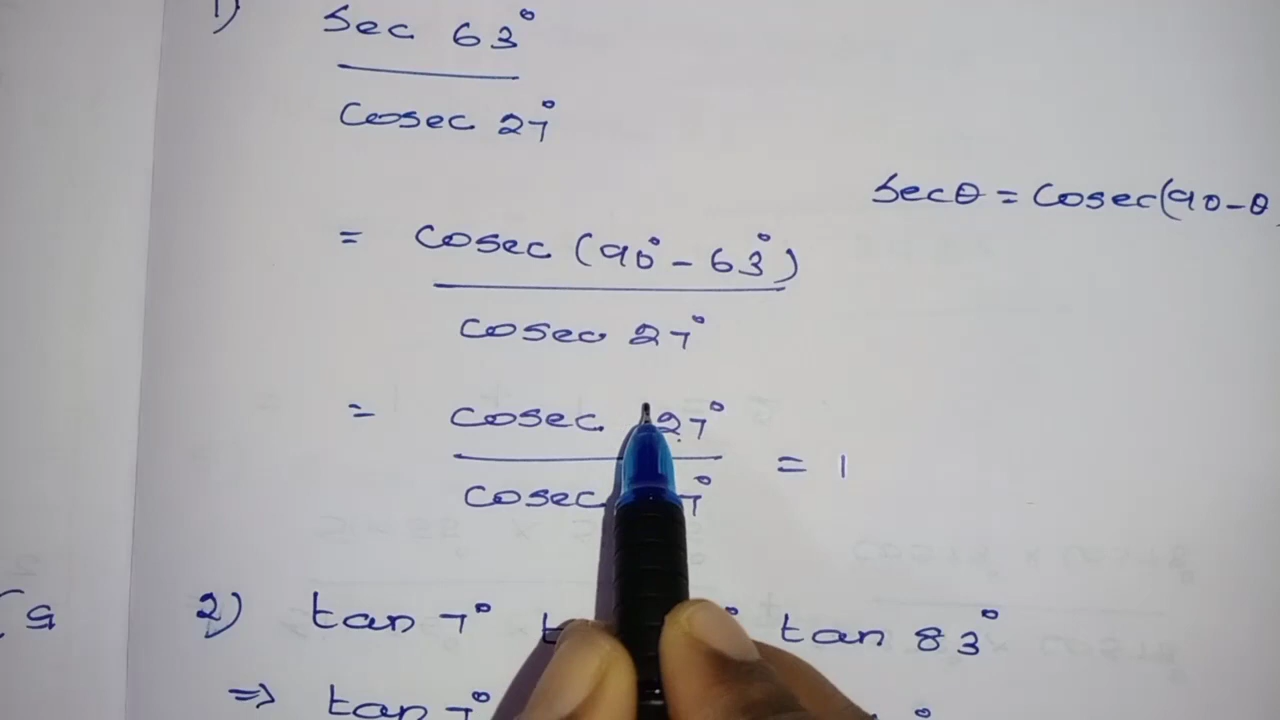 1) Sec 63°
Cosec 27°
Secθ = Cosec(90-θ
= Cosec (90° - 63°)
Cosec 27°
= Cosec 27°
Cosec 7° = 1
2) tan 7° tan 83°
⇒ tan 7°